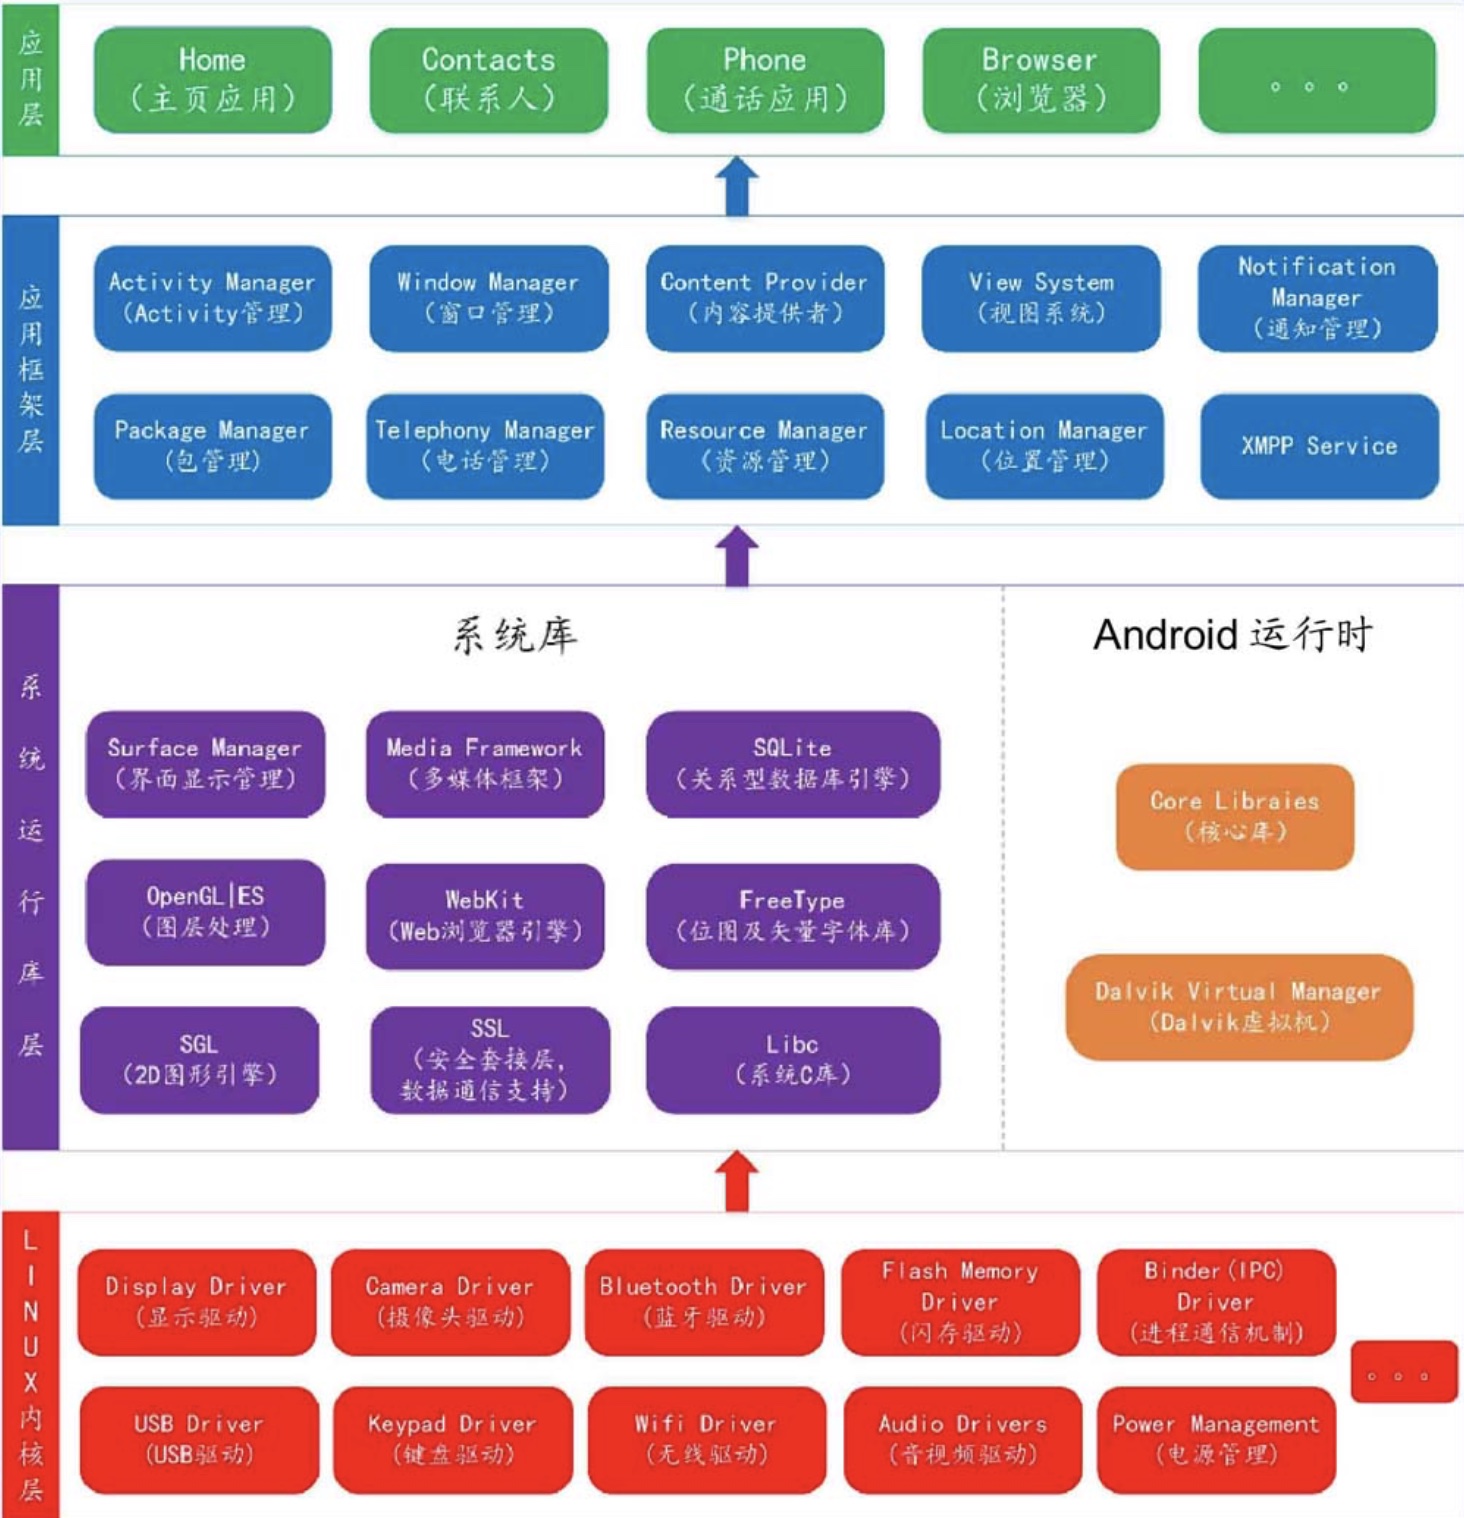 应用层
Home
(主页应用)
Contacts
(联系人)
Phone
(通话应用)
Browser
(浏览器)
。。。
应用框架层
Activity Manager
(Activity管理)
Window Manager
(窗口管理)
Content Provider
(内容提供者)
View System
(视图系统)
Notification
Manager
(通知管理)
Package Manager
(包管理)
Telephony Manager
(电话管理)
Resource Manager
(资源管理)
Location Manager
(位置管理)
XMPP Service
系统运行库层
系统库
Surface Manager
(界面显示管理)
Media Framework
(多媒体框架)
SQLite
(关系型数据库引擎)
OpenGL|ES
(图层处理)
WebKit
(Web浏览器引擎)
FreeType
(位图及矢量字体库)
SGL
(2D图形引擎)
SSL
(安全套接层,
数据通信支持)
Libc
(系统C库)
Android 运行时
Core Libraies
(核心库)
Dalvik Virtual Manager
(Dalvik虚拟机)
LINUX内核层
Display Driver
(显示驱动)
Camera Driver
(摄像头驱动)
Bluetooth Driver
(蓝牙驱动)
Flash Memory
Driver
(闪存驱动)
Binder(IPC)
Driver
(进程通信机制)
USB Driver
(USB驱动)
Keypad Driver
(键盘驱动)
Wifi Driver
(无线驱动)
Audio Drivers
(音视频驱动)
Power Management
(电源管理)
。。。